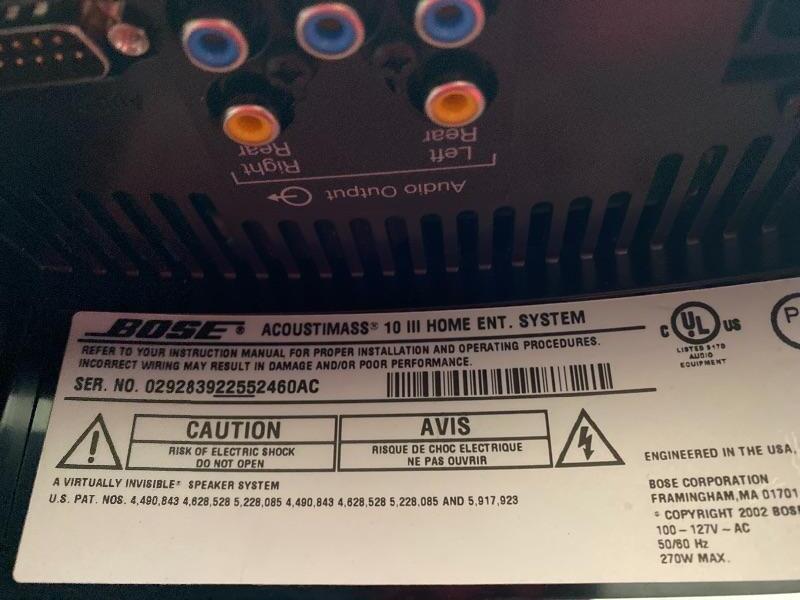 Right
Rear
Left
Rear
Audio Output
BOSE® ACOUSTIMASS® 10 III HOME ENT. SYSTEM
REFER TO YOUR INSTRUCTION MANUAL FOR PROPER INSTALLATION AND OPERATING PROCEDURES.
INCORRECT WIRING MAY RESULT IN DAMAGE AND/OR POOR PERFORMANCE.
SER. NO. 029283922552460AC
C UL US
LISTED 917D
AUDIO
EQUIPMENT
P
CAUTION
RISK OF ELECTRIC SHOCK
DO NOT OPEN
AVIS
RISQUE DE CHOC ELECTRIQUE
NE PAS OUVRIR
A VIRTUALLY INVISIBLE® SPEAKER SYSTEM
U.S. PAT. NOS. 4,490,843 4,628,528 5,228,085 4,490,843 4,628,528 5,228,085 AND 5,917,923
ENGINEERED IN THE USA,
BOSE CORPORATION
FRAMINGHAM,MA 01701
© COPYRIGHT 2002 BOSE
100-127V ~ AC
50/60 Hz
270W MAX.